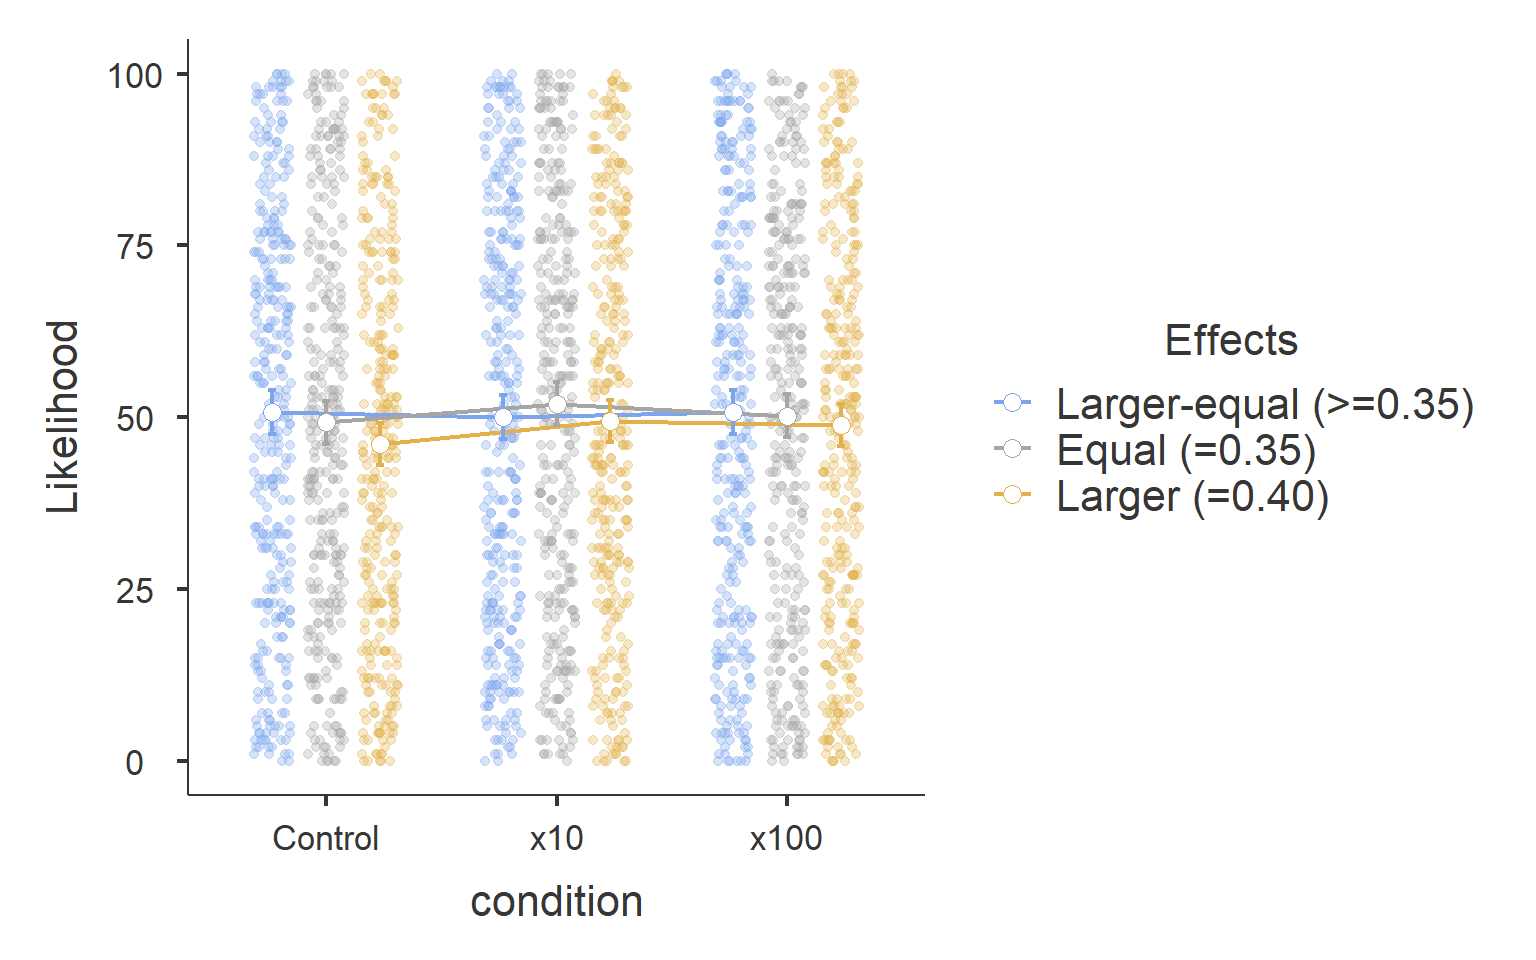 100
75
50
25
0
Likelihood
Control
x10
x100
condition
Effects
Larger-equal (>=0.35)
Equal (=0.35)
Larger (=0.40)